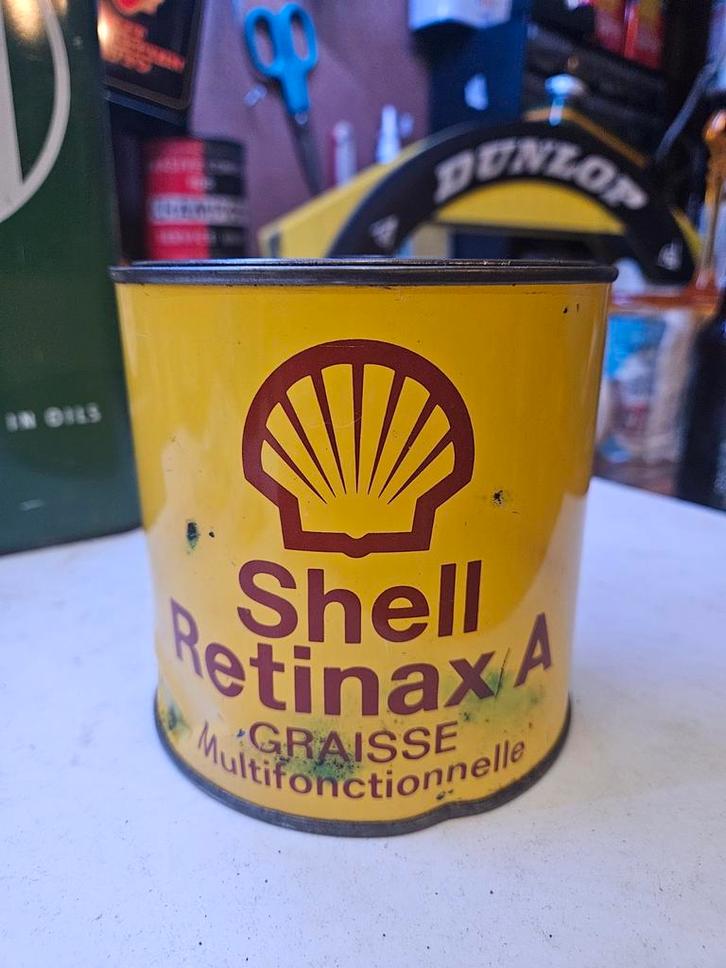 DUNLOP
IN OILS
Shell
Retinax A
GRAISSE
Multifonctionnelle